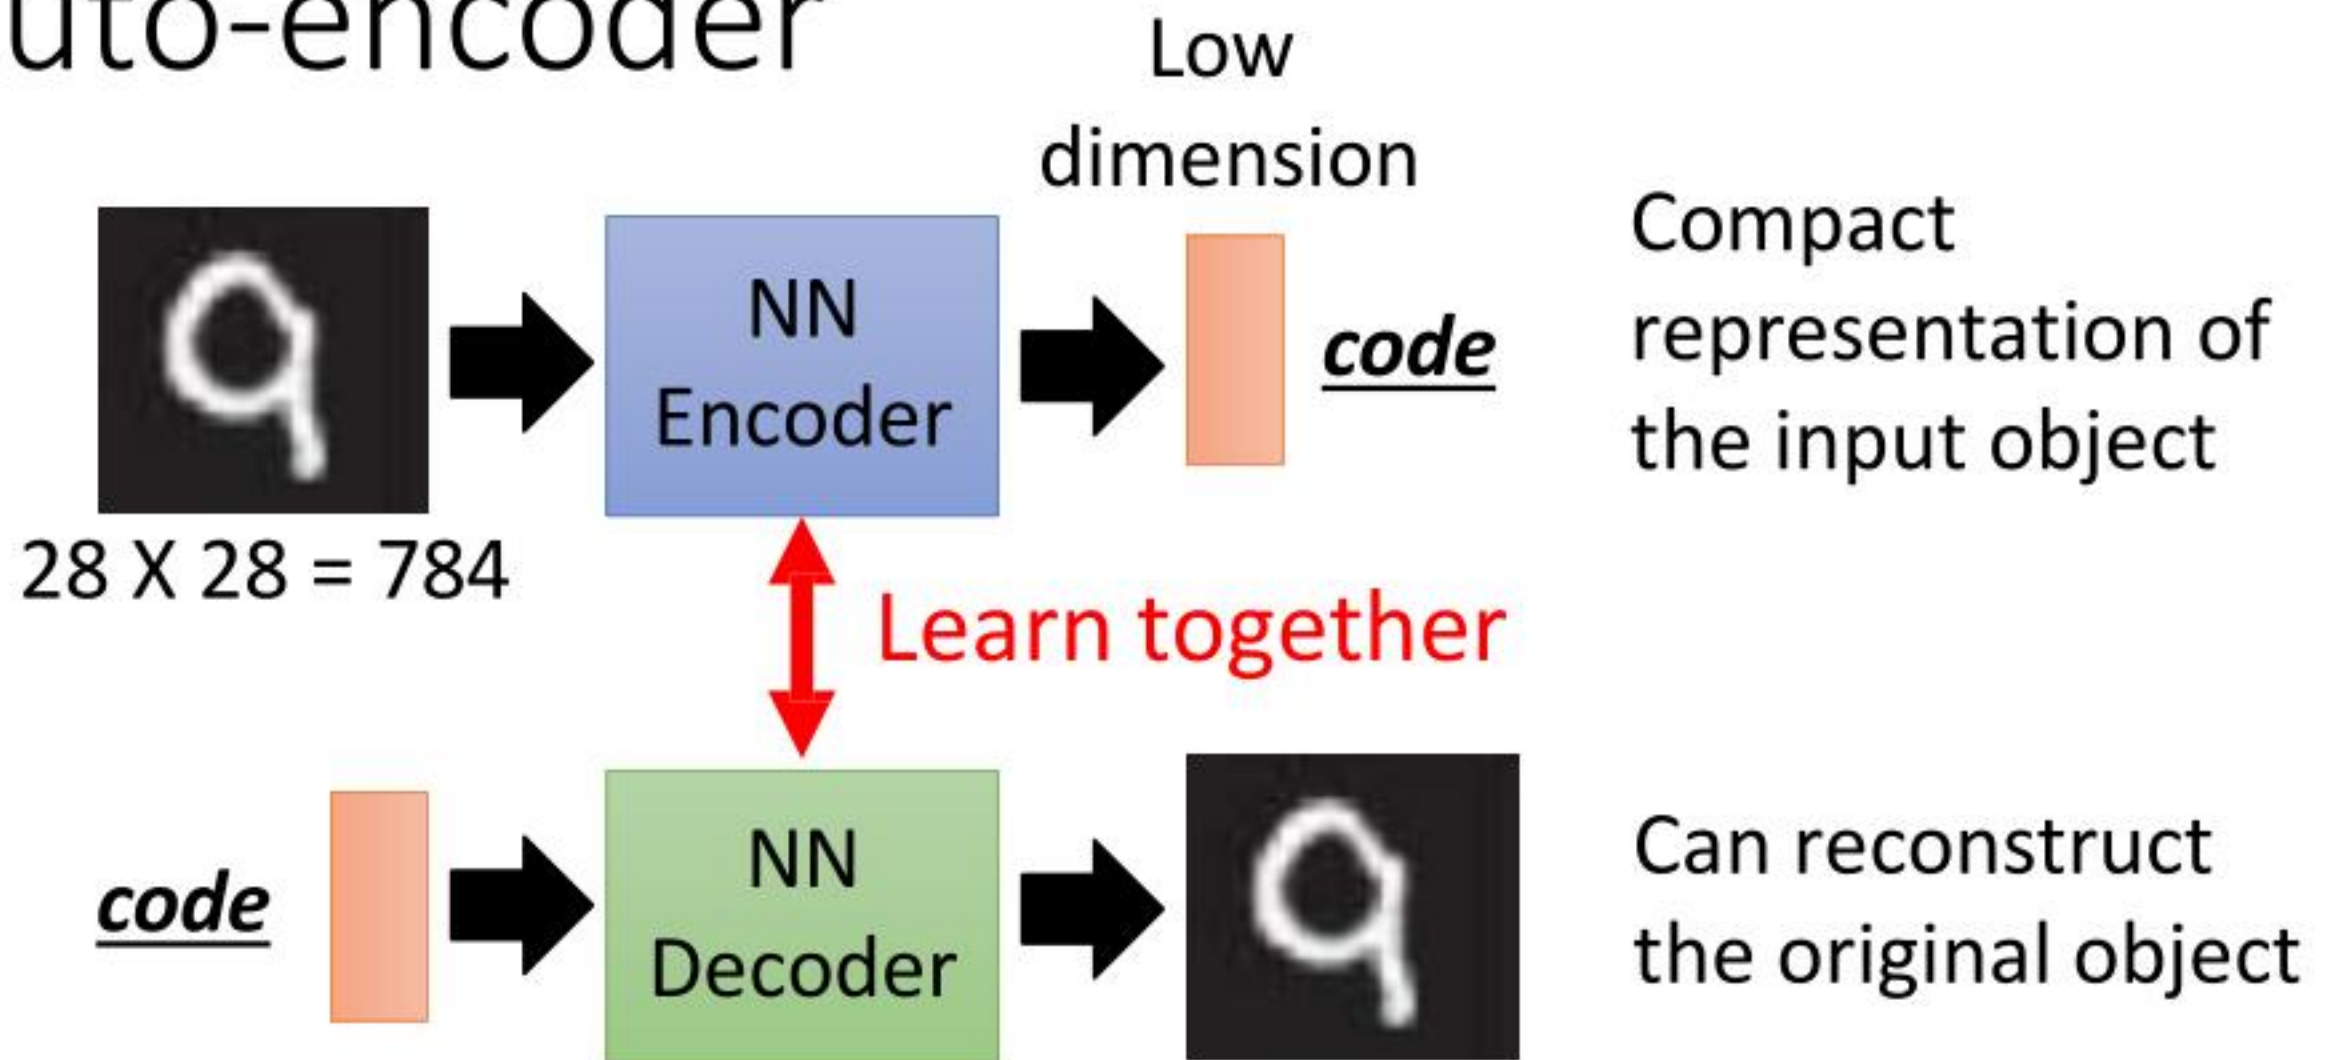 uto-encoder
Low
dimension
NN
Encoder
code
Compact
representation of
the input object
28 X 28 = 784
Learn together
code
NN
Decoder
Can reconstruct
the original object